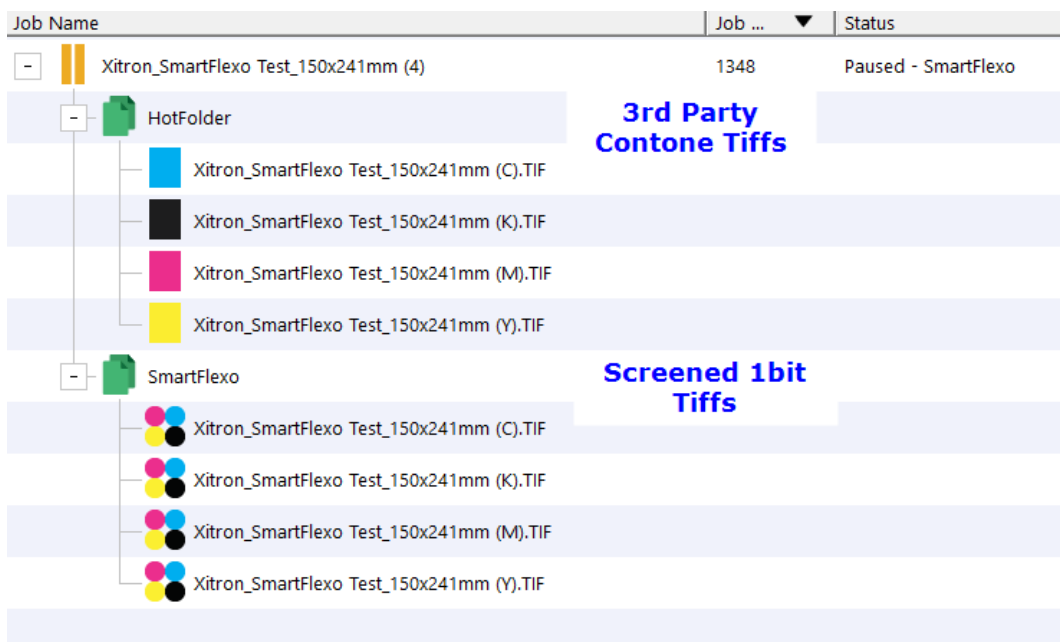 Job Name Job ... Status
Xitron_SmartFlexo Test_150x241mm (4) 1348 Paused - SmartFlexo
HotFolder
3rd Party
Contone Tiffs
Xitron_SmartFlexo Test_150x241mm (C).TIF
Xitron_SmartFlexo Test_150x241mm (K).TIF
Xitron_SmartFlexo Test_150x241mm (M).TIF
Xitron_SmartFlexo Test_150x241mm (Y).TIF
SmartFlexo
Screened 1bit
Tiffs
Xitron_SmartFlexo Test_150x241mm (C).TIF
Xitron_SmartFlexo Test_150x241mm (K).TIF
Xitron_SmartFlexo Test_150x241mm (M).TIF
Xitron_SmartFlexo Test_150x241mm (Y).TIF